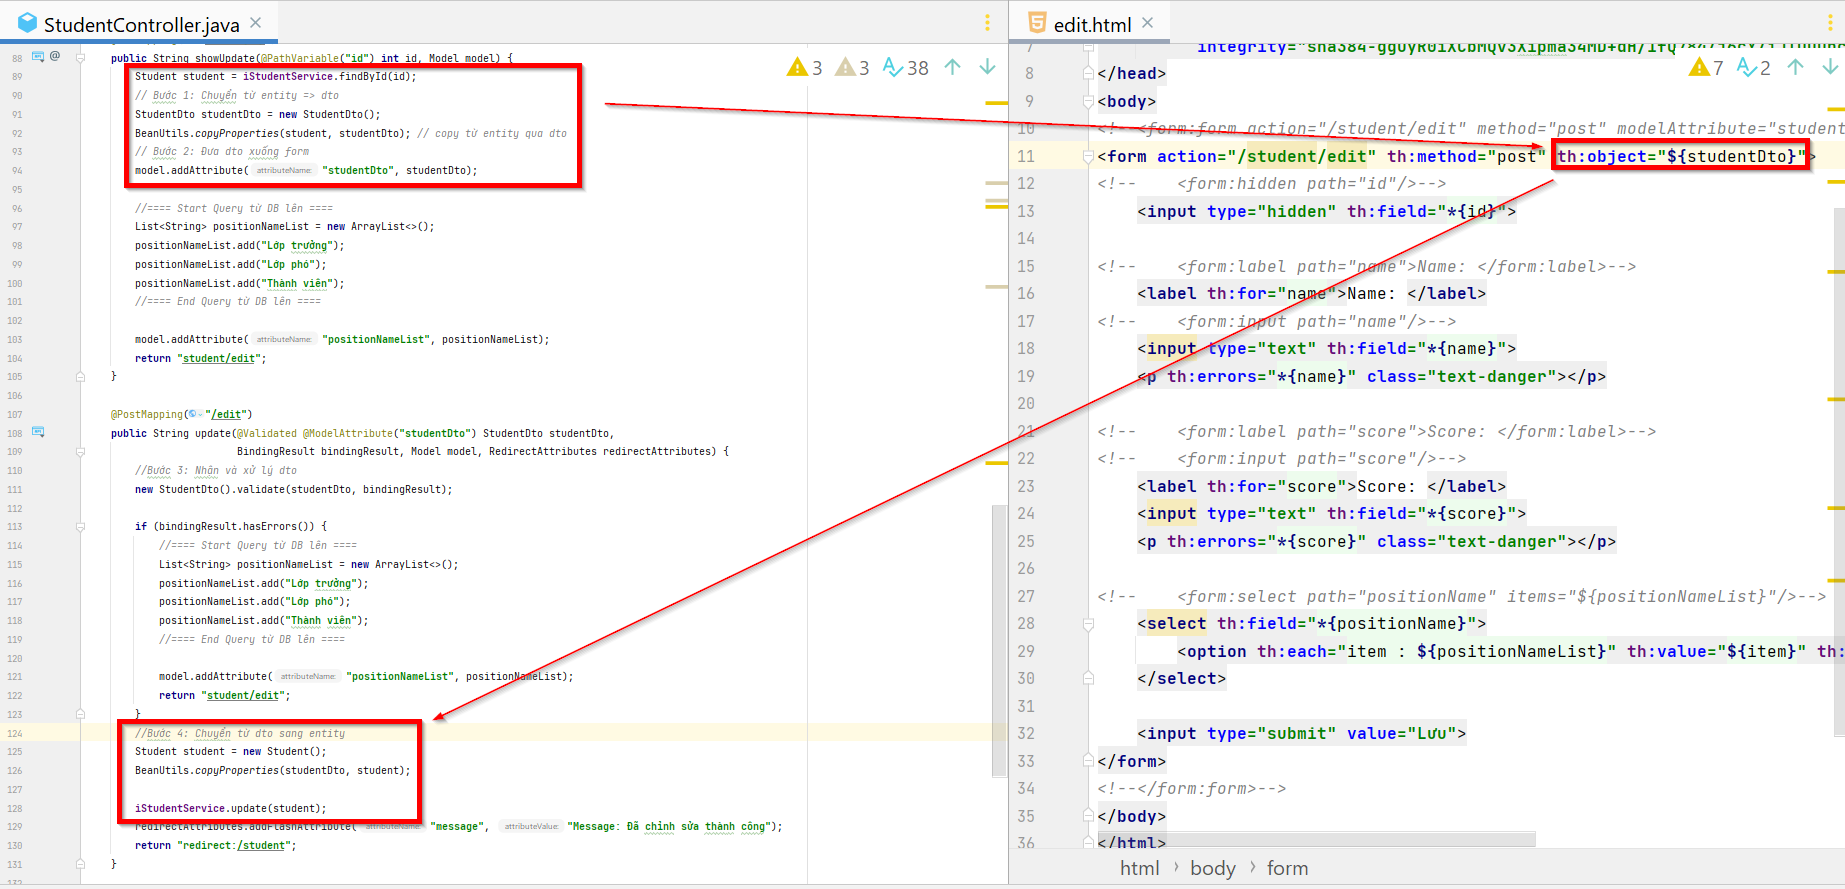 StudentController.java
88 public String showUpdate(@PathVariable("id") int id, Model model) {
89 Student student = iStudentService.findById(id);
90 // Bước 1: Chuyển từ entity => dto
91 StudentDto studentDto = new StudentDto();
92 BeanUtils.copyProperties(student, studentDto); // copy từ entity qua dto
93 // Bước 2: Đưa dto xuống form
94 model.addAttribute( attributeName: "studentDto", studentDto);
95
96 //==== Start Query từ DB lên ====
97 List<String> positionNameList = new ArrayList<>();
98 positionNameList.add("Lớp trưởng");
99 positionNameList.add("Lớp phó");
100 positionNameList.add("Thành viên");
101 //==== End Query từ DB lên ====
102
103 model.addAttribute( attributeName: "positionNameList", positionNameList);
104 return "student/edit";
105 }
106
107 @PostMapping("/edit")
108 public String update(@Validated @ModelAttribute("studentDto") StudentDto studentDto,
109 BindingResult bindingResult, Model model, RedirectAttributes redirectAttributes) {
110 //Bước 3: Nhận và xử lý dto
111 new StudentDto().validate(studentDto, bindingResult);
112
113 if (bindingResult.hasErrors()) {
114 //==== Start Query từ DB lên ====
115 List<String> positionNameList = new ArrayList<>();
116 positionNameList.add("Lớp trưởng");
117 positionNameList.add("Lớp phó");
118 positionNameList.add("Thành viên");
119 //==== End Query từ DB lên ====
120
121 model.addAttribute( attributeName: "positionNameList", positionNameList);
122 return "student/edit";
123 }
124 //Bước 4: Chuyển từ dto sang entity
125 Student student = new Student();
126 BeanUtils.copyProperties(studentDto, student);
127
128 iStudentService.update(student);
129 redirectAttributes.addFlashAttribute( attributeName: "message", attributeValue: "Message: Đã chỉnh sửa thành công");
130 return "redirect:/student";
131 }
132
3 3 38
edit.html
7 2
8 </head>
9 <body>
10 <!--<form:form action="/student/edit" method="post" modelAttribute="student
11 <form action="/student/edit" th:method="post" th:object="${studentDto}">
12 <!-- <form:hidden path="id"/>-->
13 <input type="hidden" th:field="*{id}">
14
15 <!-- <form:label path="name">Name: </form:label>-->
16 <label th:for="name">Name: </label>
17 <!-- <form:input path="name"/>-->
18 <input type="text" th:field="*{name}">
19 <p th:errors="*{name}" class="text-danger"></p>
20
21 <!-- <form:label path="score">Score: </form:label>-->
22 <!-- <form:input path="score"/>-->
23 <label th:for="score">Score: </label>
24 <input type="text" th:field="*{score}">
25 <p th:errors="*{score}" class="text-danger"></p>
26
27 <!-- <form:select path="positionName" items="${positionNameList}"/>-->
28 <select th:field="*{positionName}">
29 <option th:each="item : ${positionNameList}" th:value="${item}" th:
30 </select>
31
32 <input type="submit" value="Lưu">
33 </form>
34 <!--</form:form>-->
35 </body>
36 </html>
html › body › form